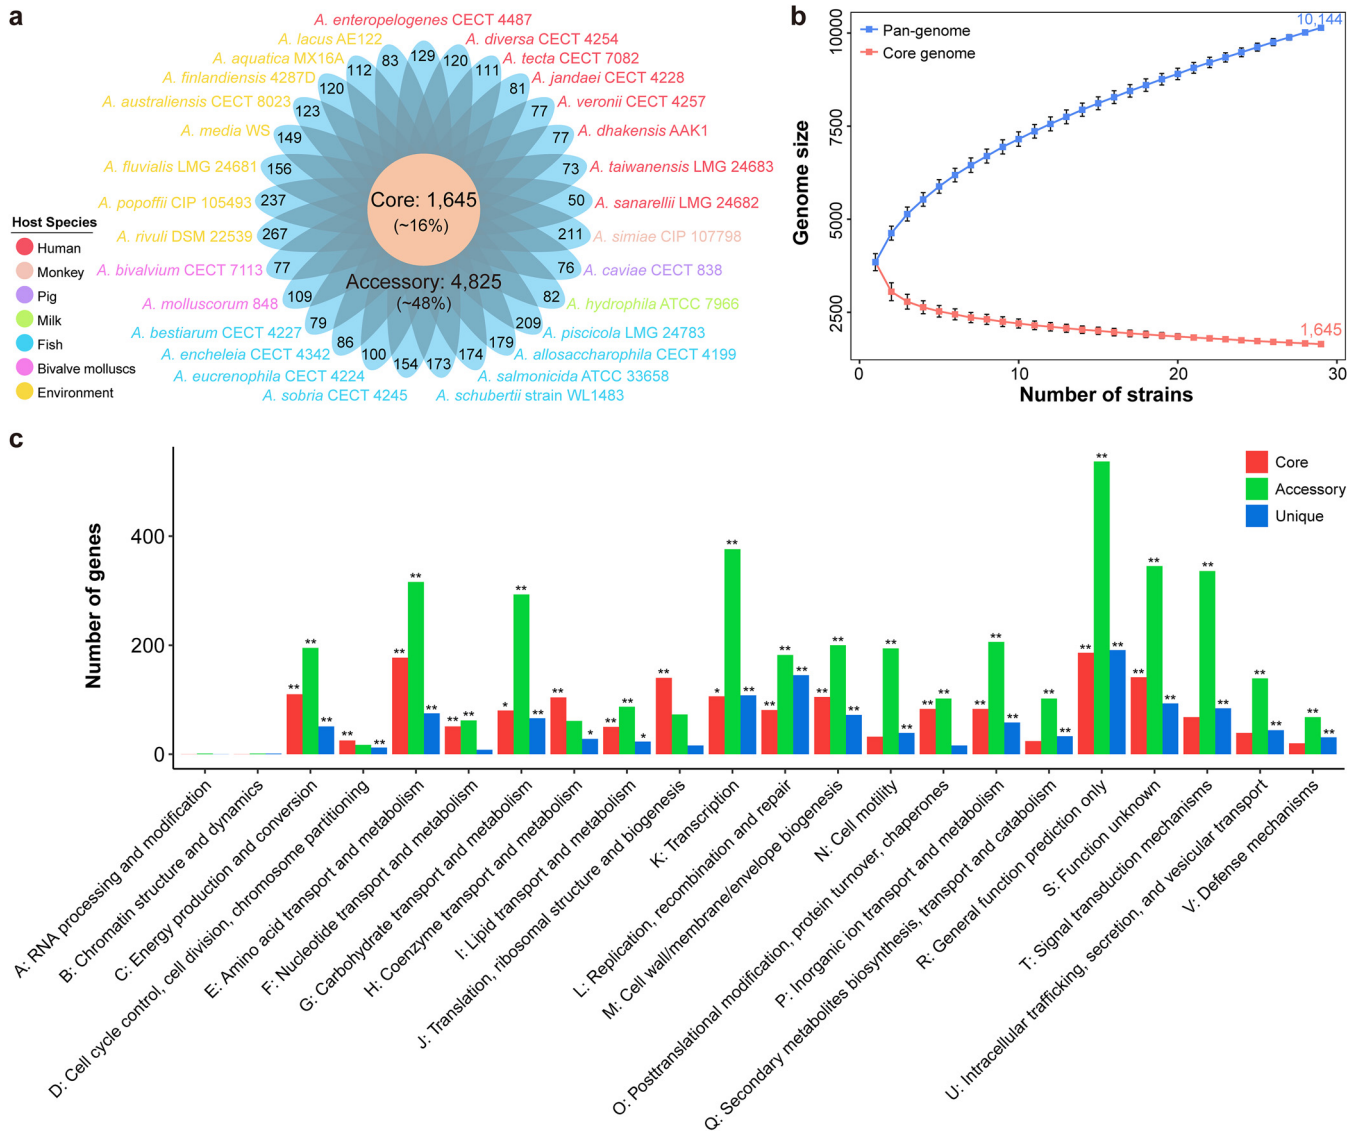 a
A. enteropelogenes CECT 4487
A. lacus AE122
A. diversa CECT 4254
A. aquatica MX16A
A. tecta CECT 7082
A. finlandiensis 4287D
A. jandaei CECT 4228
A. australiensis CECT 8023
A. veronii CECT 4257
A. media WS
A. dhakensis AAK1
A. fluvialis LMG 24681
A. taiwanensis LMG 24683
A. popoffii CIP 105493
A. sanarellii LMG 24682
A. rivuli DSM 22539
A. simiae CIP 107798
A. bivalvium CECT 7113
A. caviae CECT 838
A. molluscorum 848
A. hydrophila ATCC 7966
A. bestiarum CECT 4227
A. piscicola LMG 24783
A. encheleia CECT 4342
A. allosaccharophila CECT 4199
A. eucrenophila CECT 4224
A. salmonicida ATCC 33658
A. sobria CECT 4245
A. schubertii strain WL1483
129
120
111
81
77
77
73
50
211
76
82
209
179
174
173
154
100
86
79
109
77
267
237
156
149
123
120
112
83
Core: 1,645
(~16%)
Accessory: 4,825
(~48%)
Host Species
Human
Monkey
Pig
Milk
Fish
Bivalve molluscs
Environment
b
Pan-genome
Core genome
10,144
1,645
Genome size
10000
7500
5000
2500
0
10
20
30
Number of strains
c
Core
Accessory
Unique
Number of genes
400
200
0
** ** **
** **
** ** **
** **
* ** **
** *
** ** **
**
* ** **
** ** **
** ** **
** **
** **
** ** **
** **
** ** **
** ** **
** **
** **
** **
A: RNA processing and modification
B: Chromatin structure and dynamics
C: Energy production and conversion
D: Cell cycle control, cell division, chromosome partitioning
E: Amino acid transport and metabolism
F: Nucleotide transport and metabolism
G: Carbohydrate transport and metabolism
H: Coenzyme transport and metabolism
I: Lipid transport and metabolism
J: Translation, ribosomal structure and biogenesis
K: Transcription
L: Replication, recombination and repair
M: Cell wall/membrane/envelope biogenesis
N: Cell motility
O: Posttranslational modification, protein turnover, chaperones
P: Inorganic ion transport and metabolism
Q: Secondary metabolites biosynthesis, transport and catabolism
R: General function prediction only
S: Function unknown
T: Signal transduction mechanisms
U: Intracellular trafficking, secretion, and vesicular transport
V: Defense mechanisms